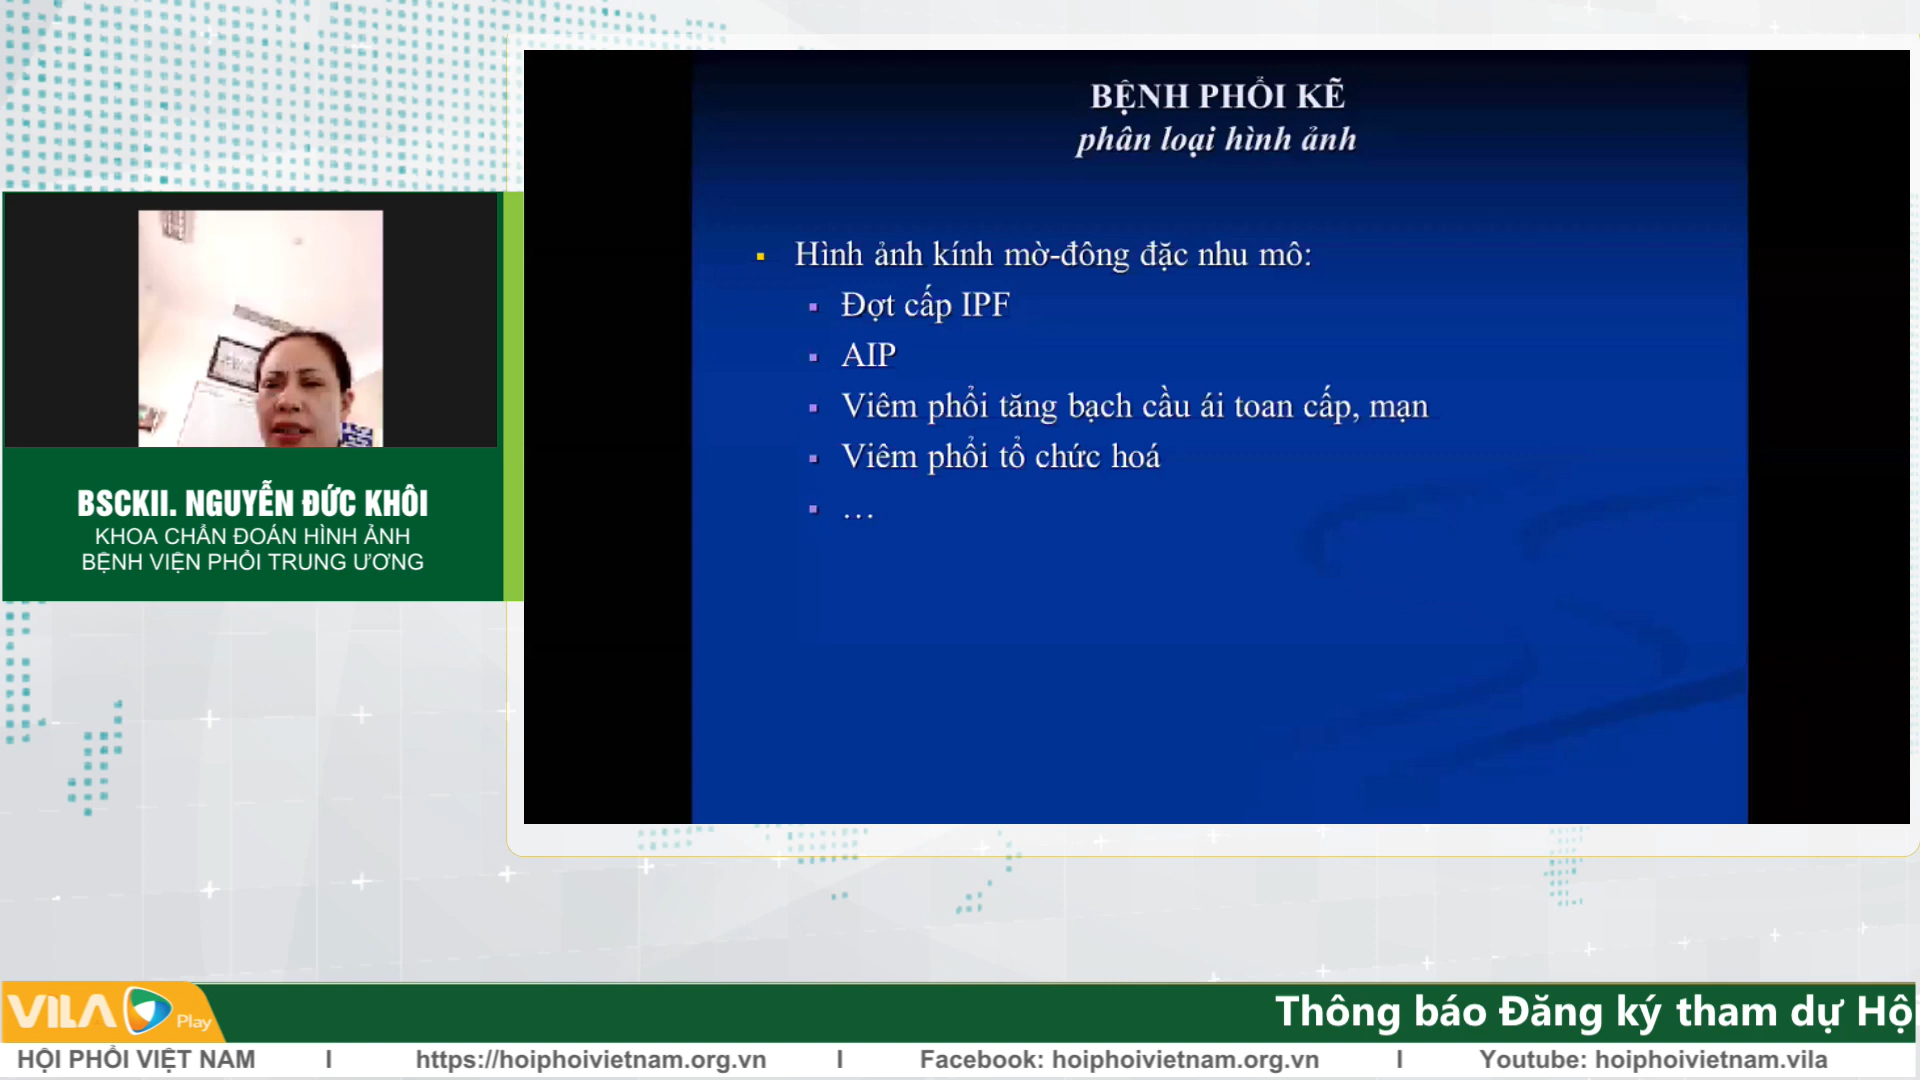 BỆNH PHỔI KẼ
phân loại hình ảnh
Hình ảnh kính mờ-đông đặc nhu mô:
Đợt cấp IPF
AIP
Viêm phổi tăng bạch cầu ái toan cấp, mạn
Viêm phổi tổ chức hoá
...
BSCKII. NGUYỄN ĐỨC KHÔI
KHOA CHẨN ĐOÁN HÌNH ẢNH
BỆNH VIỆN PHỔI TRUNG ƯƠNG
VILA Play
Thông báo Đăng ký tham dự Hộ
HỘI PHỔI VIỆT NAM I https://hoiphoivietnam.org.vn I Facebook: hoiphoivietnam.org.vn I Youtube: hoiphoivietnam.vila